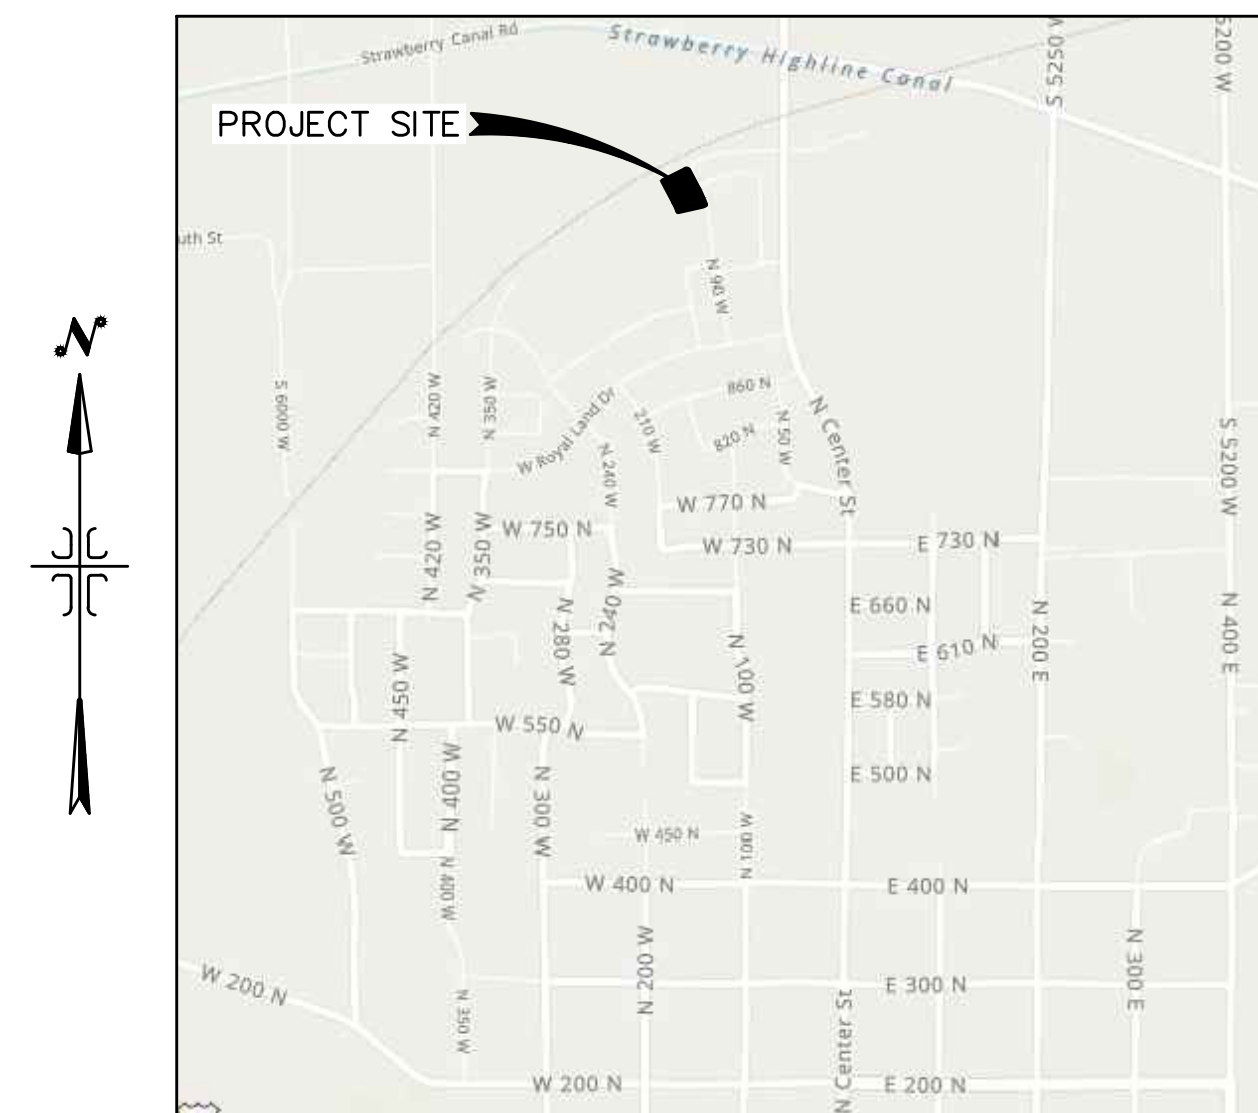 Strawberry Canal Rd
Strawberry Highline Canal
S 5250 W
S 5200 W
PROJECT SITE
uth St
N 90 W
N
S 6000 W
N 420 W
N 350 W
W Royal Land Dr
210 W
860 N
820 N
N 50 W
N Center St
N 240 W
S 5200 W
W 770 N
W 750 N
W 730 N
E 730 N
N 420 W
N 350 W
N 280 W
N 240 W
E 660 N
N 200 E
N 400 E
N 450 W
N 100 W
E 610 N
E 580 N
W 550 N
E 500 N
N 500 W
N 400 W
N 300 W
W 450 N
N 100 W
N 400 W
W 400 N
E 400 N
N 200 W
N 300 E
W 200 N
E 300 N
N 350 W
N Center St
W 200 N
E 200 N